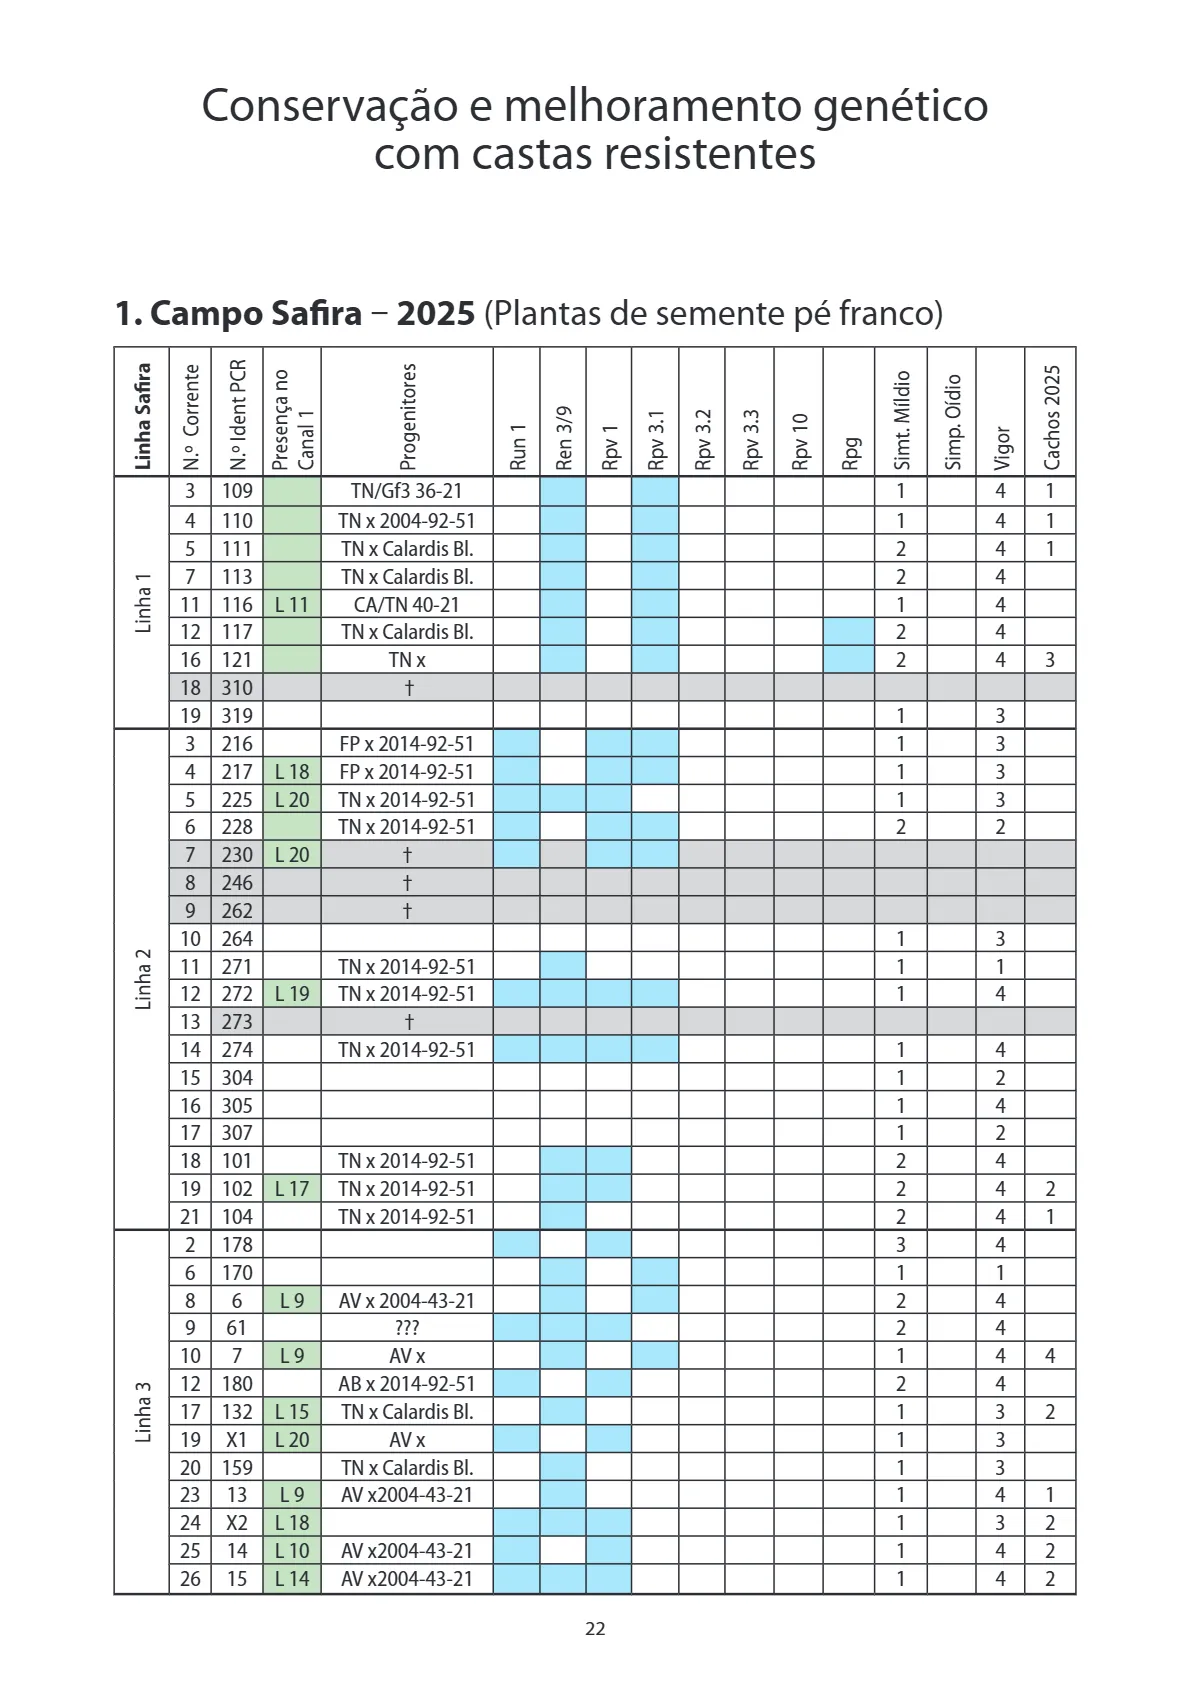 Conservação e melhoramento genético
com castas resistentes
1. Campo Safira – 2025 (Plantas de semente pé franco)
Linha Safira N.º Corrente N.º Ident PCR Presença no Canal 1 Progenitores Run 1 Ren 3/9 Rpv 1 Rpv 3.1 Rpv 3.2 Rpv 3.3 Rpv 10 Rpg Simt. Míldio Simp. Oídio Vigor Cachos 2025
Linha 1
3 109 TN/Gf3 36-21 1 4 1
4 110 TN x 2004-92-51 1 4 1
5 111 TN x Calardis Bl. 2 4 1
7 113 TN x Calardis Bl. 2 4
11 116 L 11 CA/TN 40-21 1 4
12 117 TN x Calardis Bl. 2 4
16 121 TN x 2 4 3
18 310 †
19 319 1 3
Linha 2
3 216 FP x 2014-92-51 1 3
4 217 L 18 FP x 2014-92-51 1 3
5 225 L 20 TN x 2014-92-51 1 3
6 228 TN x 2014-92-51 2 2
7 230 L 20 †
8 246 †
9 262 †
10 264 1 3
11 271 TN x 2014-92-51 1 1
12 272 L 19 TN x 2014-92-51 1 4
13 273 †
14 274 TN x 2014-92-51 1 4
15 304 1 2
16 305 1 4
17 307 1 2
18 101 TN x 2014-92-51 2 4
19 102 L 17 TN x 2014-92-51 2 4 2
21 104 TN x 2014-92-51 2 4 1
Linha 3
2 178 3 4
6 170 1 1
8 6 L 9 AV x 2004-43-21 2 4
9 61 ??? 2 4
10 7 L 9 AV x 1 4 4
12 180 AB x 2014-92-51 2 4
17 132 L 15 TN x Calardis Bl. 1 3 2
19 X1 L 20 AV x 1 3
20 159 TN x Calardis Bl. 1 3
23 13 L 9 AV x2004-43-21 1 4 1
24 X2 L 18 1 3 2
25 14 L 10 AV x2004-43-21 1 4 2
26 15 L 14 AV x2004-43-21 1 4 2
22